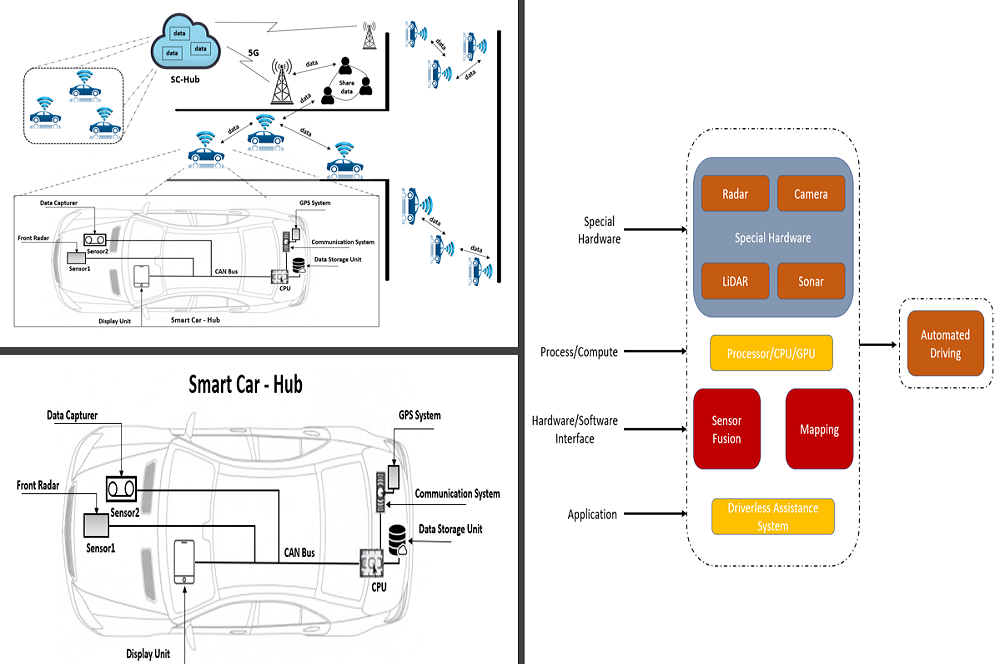 data
data
data
SC-Hub
5G
data
Share
data
data
data
data
data
data
data
data
Data Capturer
GPS System
Front Radar
Sensor2
Sensor1
Communication System
Data Storage Unit
CAN Bus
CPU
Display Unit
Smart Car - Hub
Smart Car - Hub
Data Capturer
GPS System
Front Radar
Sensor2
Sensor1
Communication System
Data Storage Unit
CAN Bus
CPU
Display Unit
Special
Hardware
Radar
Camera
Special Hardware
LiDAR
Sonar
Process/Compute
Processor/CPU/GPU
Automated
Driving
Hardware/Software
Interface
Sensor
Fusion
Mapping
Application
Driverless Assistance
System